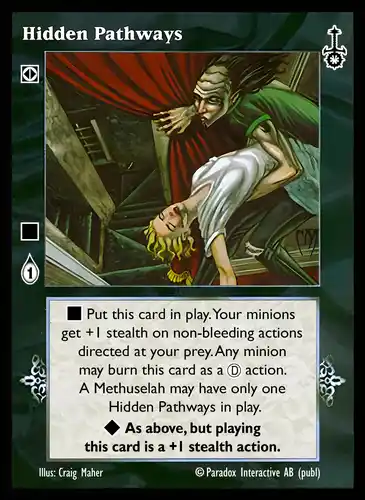 Hidden Pathways
1
■ Put this card in play. Your minions
get +1 stealth on non-bleeding actions
directed at your prey. Any minion
may burn this card as a Ⓓ action.
A Methuselah may have only one
Hidden Pathways in play.
◆ As above, but playing
this card is a +1 stealth action.
Illus: Craig Maher
© Paradox Interactive AB (publ)